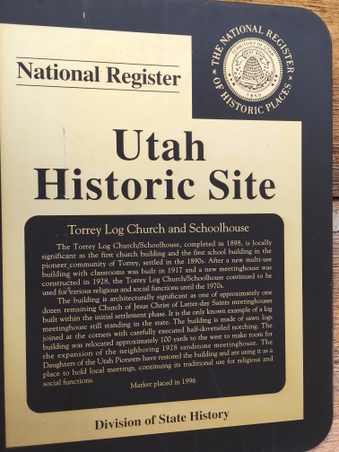 National Register
THE NATIONAL REGISTER
OF HISTORIC PLACES
Utah
Historic Site
Torrey Log Church and Schoolhouse
The Torrey Log Church/Schoolhouse, completed in 1898, is locally
significant as the first church building and the first school building in the
pioneer community of Torrey, settled in the 1890s. After a new multi-use
building with classrooms was built in 1917 and a new meetinghouse was
constructed in 1928, the Torrey Log Church/Schoolhouse continued to be
used for various religious and social functions until the 1970s.
The building is architecturally significant as one of approximately one
dozen remaining Church of Jesus Christ of Latter-day Saints meetinghouses
built within the initial settlement phase. It is the only known example of a log
meetinghouse still standing in the state. The building is made of sawn logs
joined at the corners with carefully executed half-dovetailed notching. The
building was relocated approximately 100 yards to the west to make room for
the expansion of the neighboring 1928 sandstone meetinghouse. The
Daughters of the Utah Pioneers have restored the building and are using it as a
place to hold local meetings, continuing its traditional use for religious and
social functions.
Marker placed in 1996
Division of State History